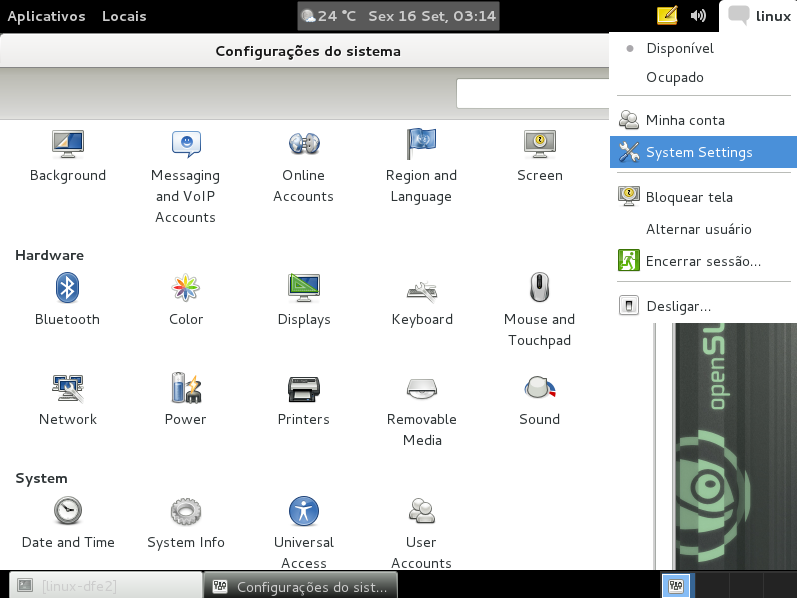 Aplicativos Locais 24 °C Sex 16 Set, 03:14 linux
Configurações do sistema
Disponível
Ocupado
Minha conta
System Settings
Bloquear tela
Alternar usuário
Encerrar sessão...
Desligar...
Background
Messaging
and VoIP
Accounts
Online
Accounts
Region and
Language
Screen
Hardware
Bluetooth
Color
Displays
Keyboard
Mouse and
Touchpad
Network
Power
Printers
Removable
Media
Sound
System
Date and Time
System Info
Universal
Access
User
Accounts
[linux-dfe2]
Configurações do sist...